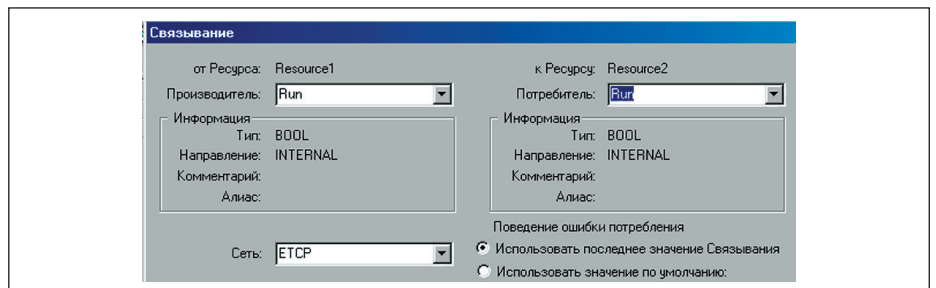 Связывание
от Ресурса: Resource1
к Ресурсу: Resource2
Производитель: Run
Потребитель: Run
Информация
Тип: BOOL
Направление: INTERNAL
Комментарий:
Алиас:
Информация
Тип: BOOL
Направление: INTERNAL
Комментарий:
Алиас:
Сеть: ETCP
Поведение ошибки потребления
Использовать последнее значение Связывания
Использовать значение по умолчанию: